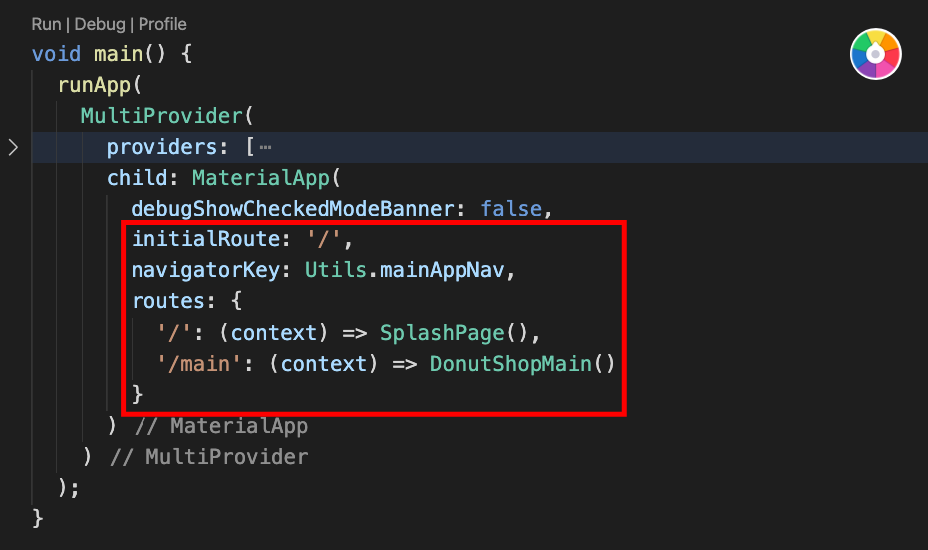 Run | Debug | Profile
void main() {
runApp(
MultiProvider(
providers: [⋯
child: MaterialApp(
debugShowCheckedModeBanner: false,
initialRoute: '/',
navigatorKey: Utils.mainAppNav,
routes: {
'/': (context) => SplashPage(),
'/main': (context) => DonutShopMain()
}
) // MaterialApp
) // MultiProvider
);
}